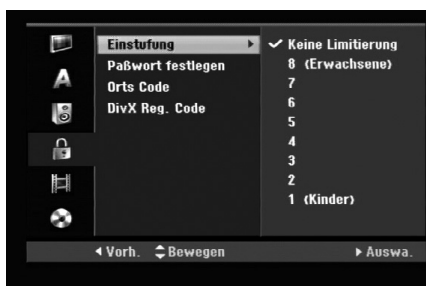 Einstufung
Paßwort festlegen
Orts Code
DivX Reg. Code
Keine Limitierung
8 (Erwachsene)
7
6
5
4
3
2
1 (Kinder)
Vorh. Bewegen Auswa.